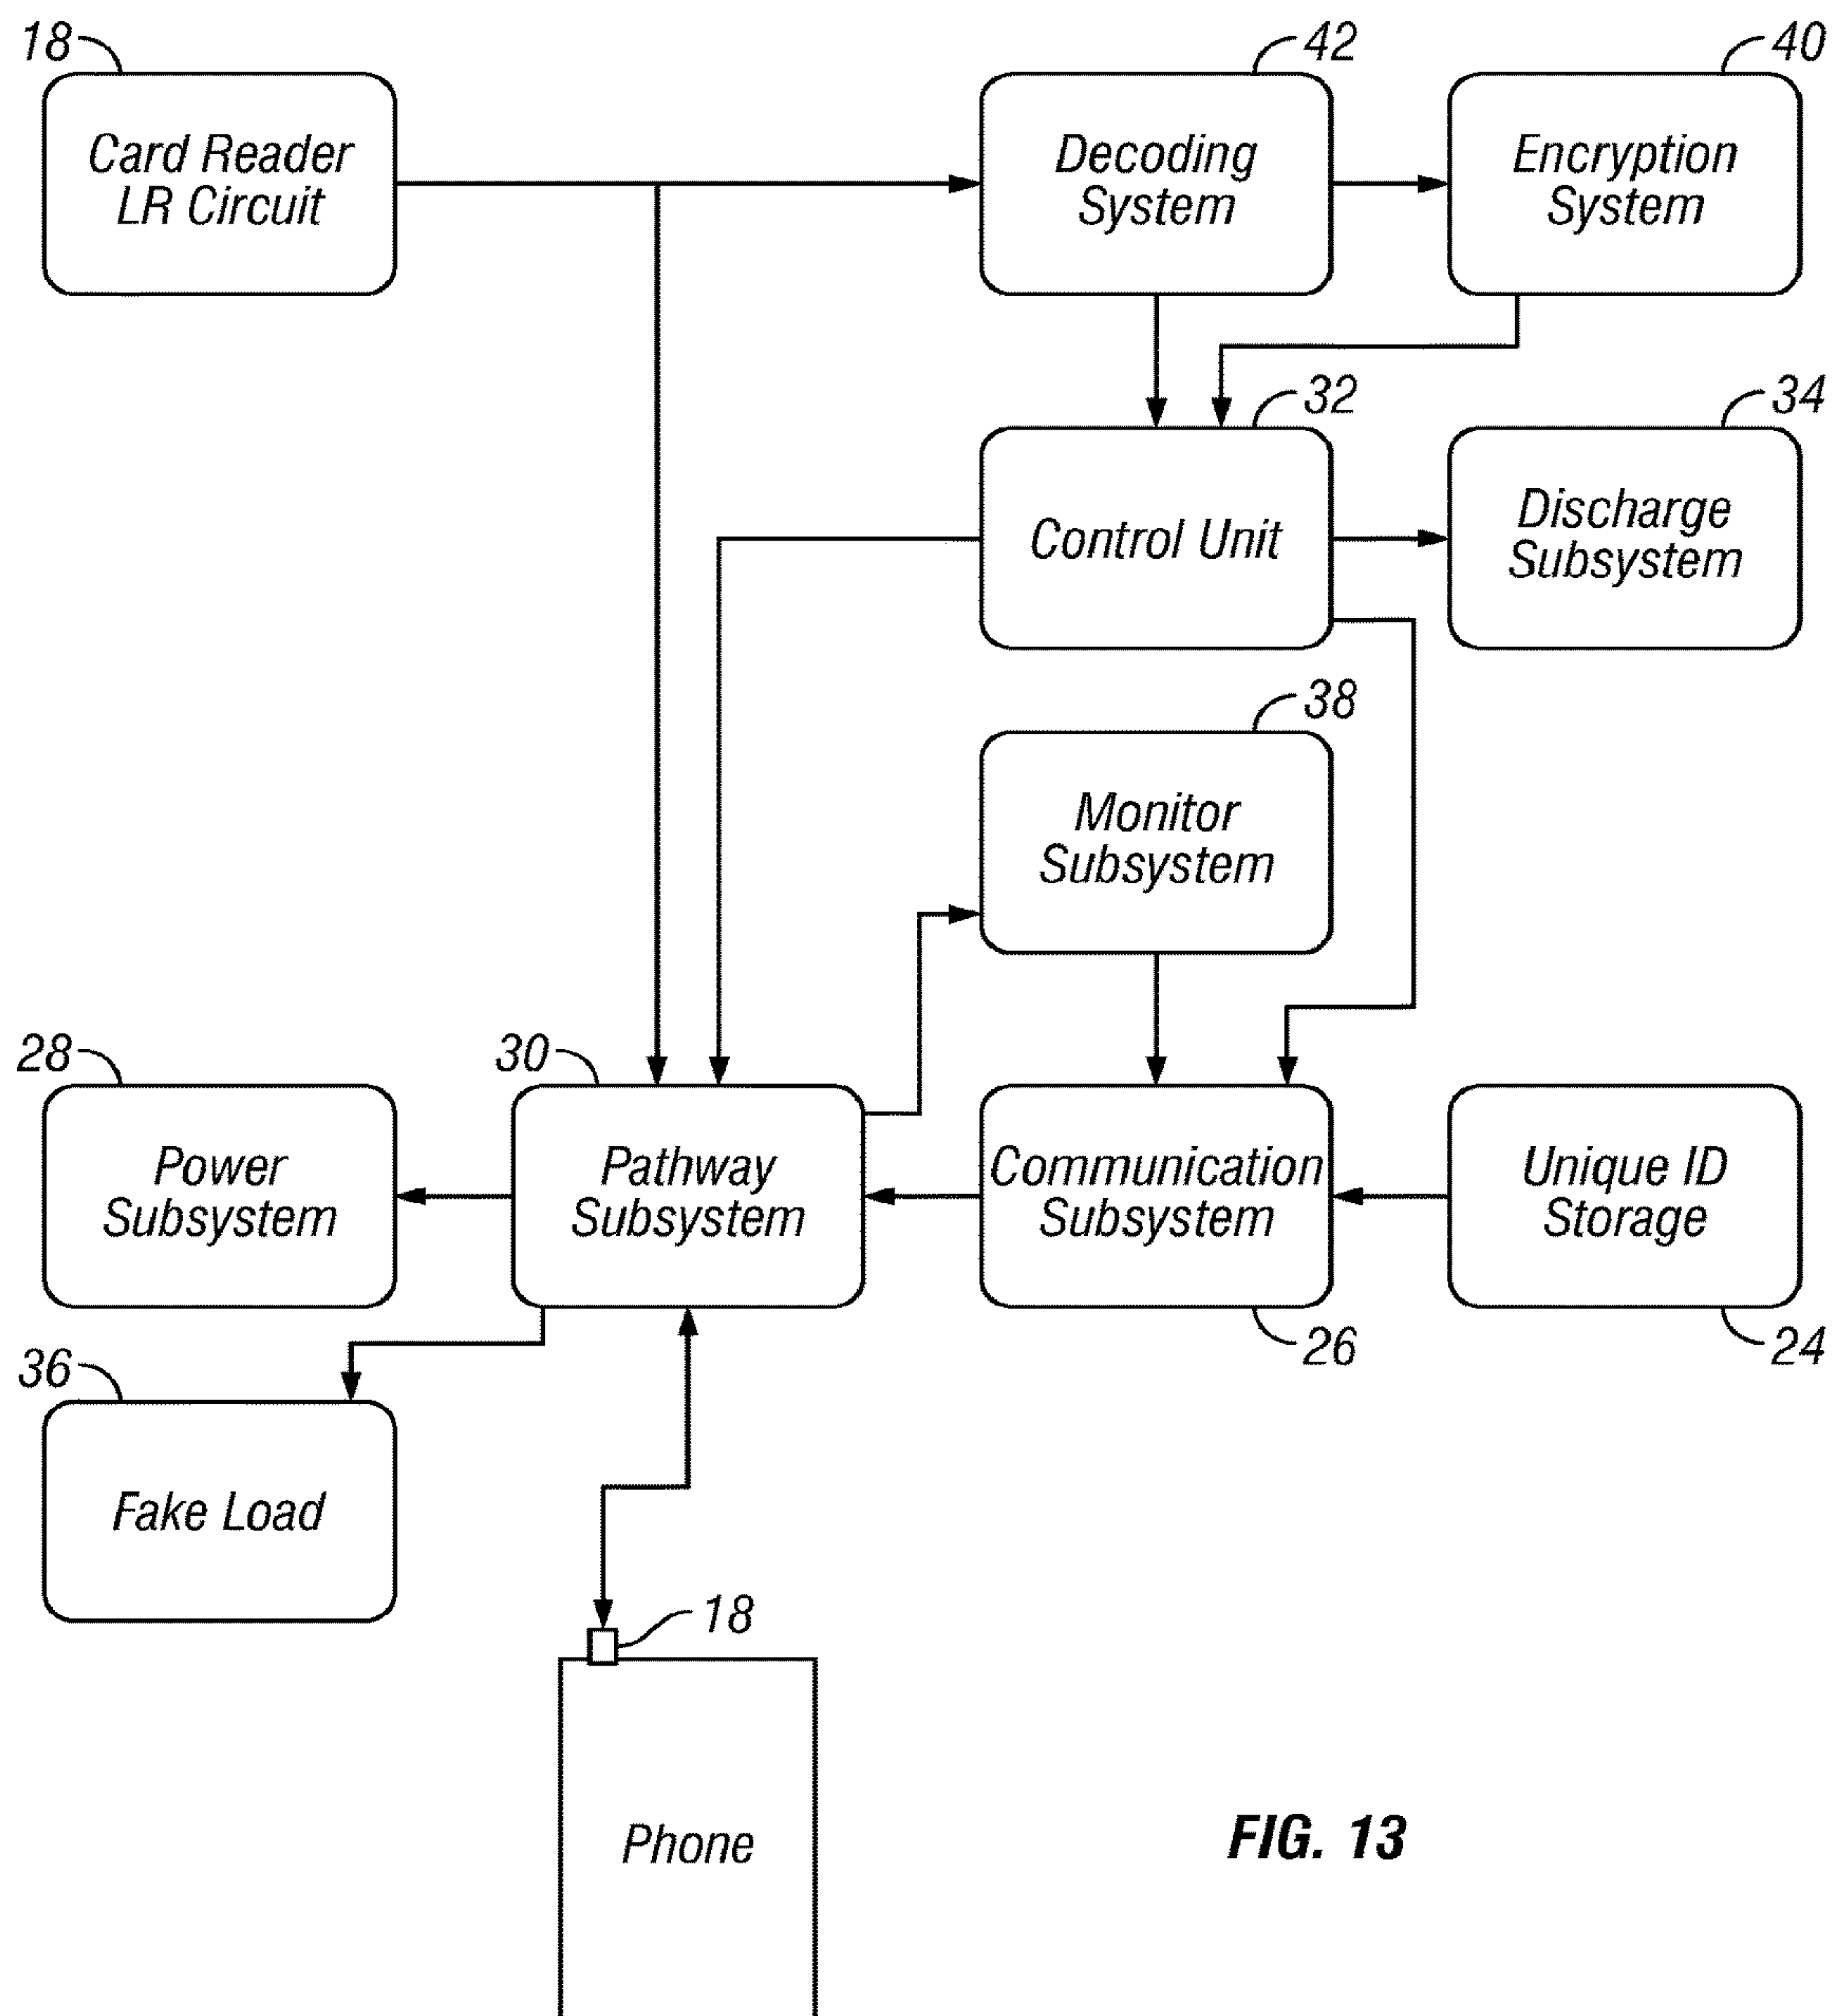 18
42
40
Card Reader
LR Circuit
Decoding
System
Encryption
System
32
34
Control Unit
Discharge
Subsystem
38
Monitor
Subsystem
28
30
Power
Subsystem
Pathway
Subsystem
Communication
Subsystem
Unique ID
Storage
26
24
36
Fake Load
18
Phone
FIG. 13